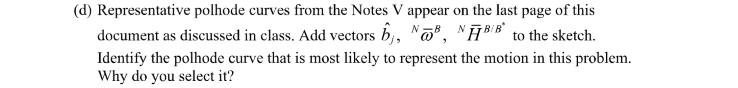 (d) Representative polhode curves from the Notes V appear on the last page of this
document as discussed in class. Add vectors b̂ⱼ, ᴺω̄ᴮ, ᴺH̄ᴮ/ᴮ* to the sketch.
Identify the polhode curve that is most likely to represent the motion in this problem.
Why do you select it?